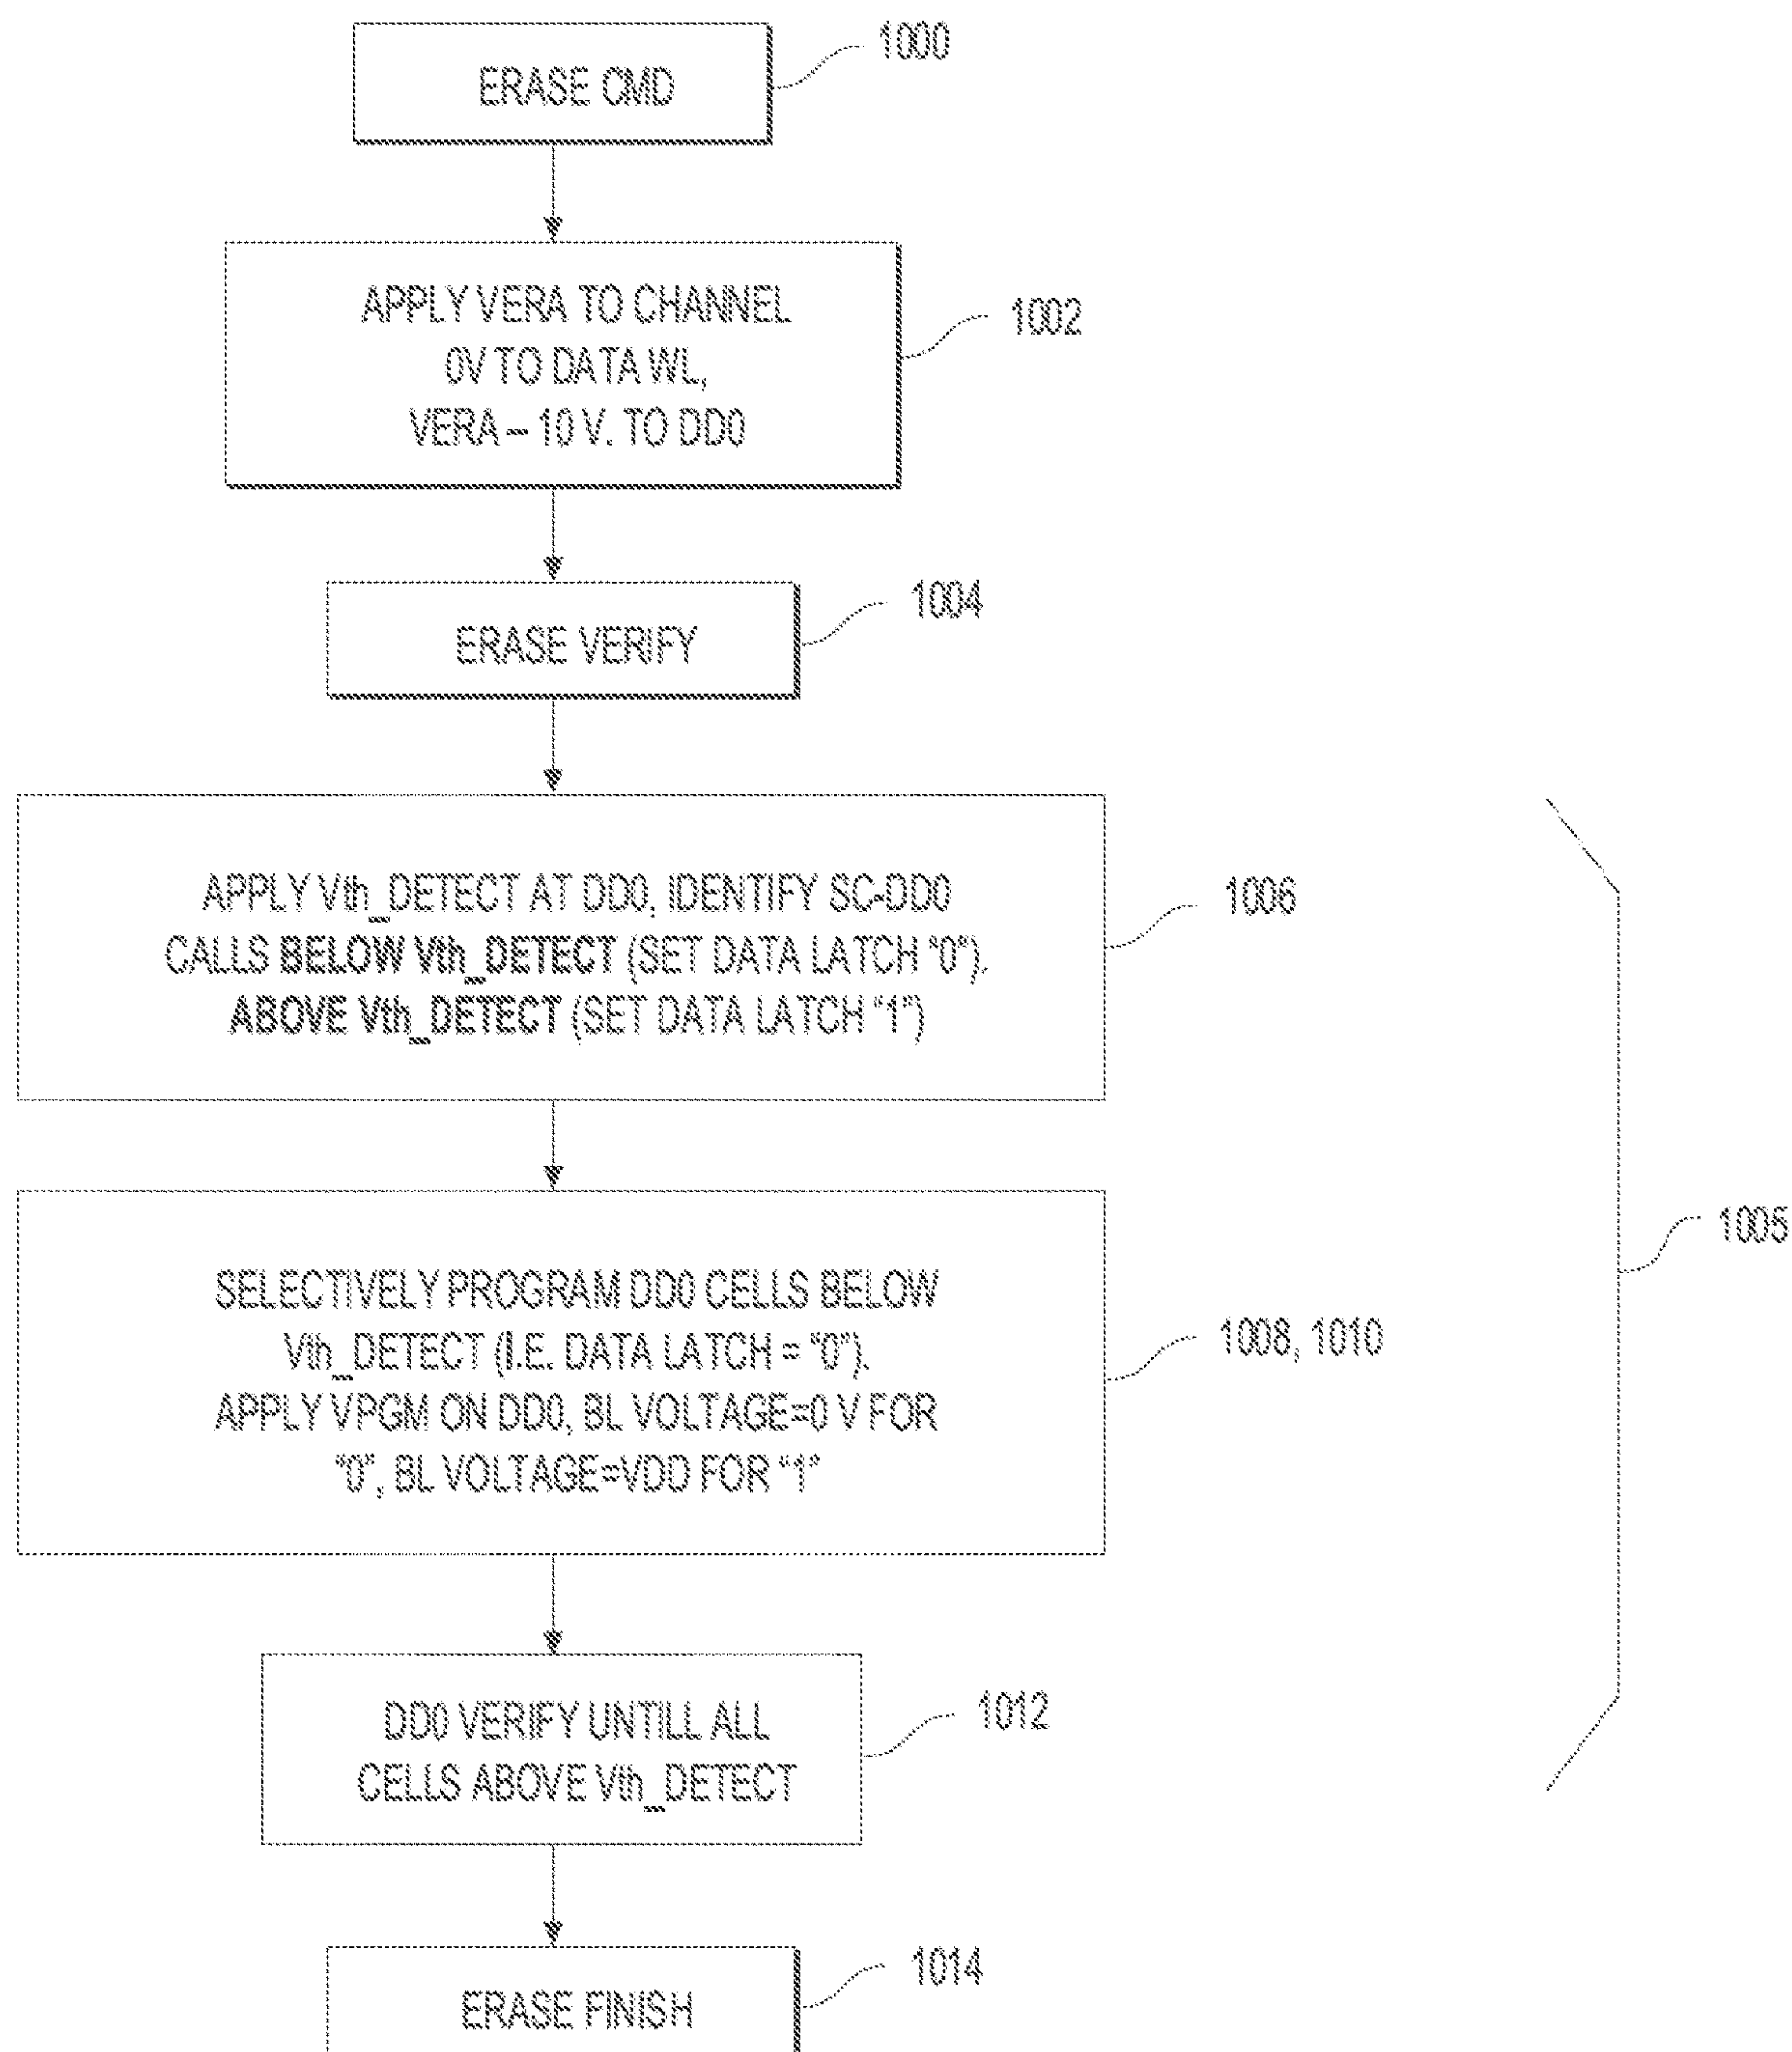 ERASE CMD
1000
APPLY VERA TO CHANNEL
0V TO DATA WL,
VERA – 10 V. TO DD0
1002
ERASE VERIFY
1004
APPLY Vth_DETECT AT DD0, IDENTIFY SC-DD0
CALLS BELOW Vth_DETECT (SET DATA LATCH "0").
ABOVE Vth_DETECT (SET DATA LATCH "1")
1006
SELECTIVELY PROGRAM DD0 CELLS BELOW
Vth_DETECT (I.E. DATA LATCH = "0").
APPLY VPGM ON DD0, BL VOLTAGE=0 V FOR
"0", BL VOLTAGE=VDD FOR "1"
1008, 1010
1005
DD0 VERIFY UNTILL ALL
CELLS ABOVE Vth_DETECT
1012
ERASE FINISH
1014